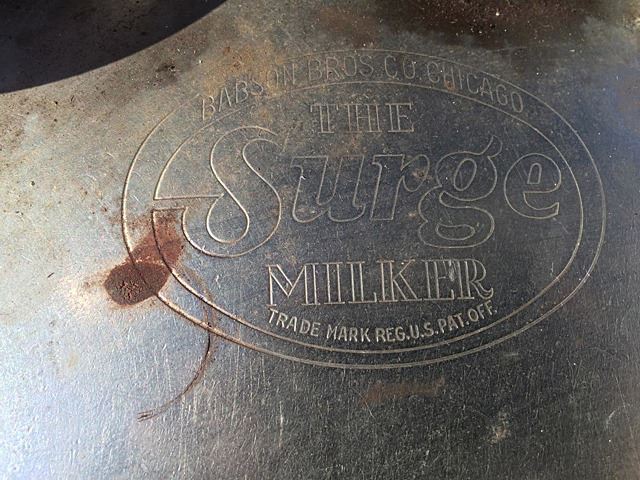 BABSON BROS. CO. CHICAGO
THE
Surge
MILKER
TRADE MARK REG. U.S. PAT. OFF.